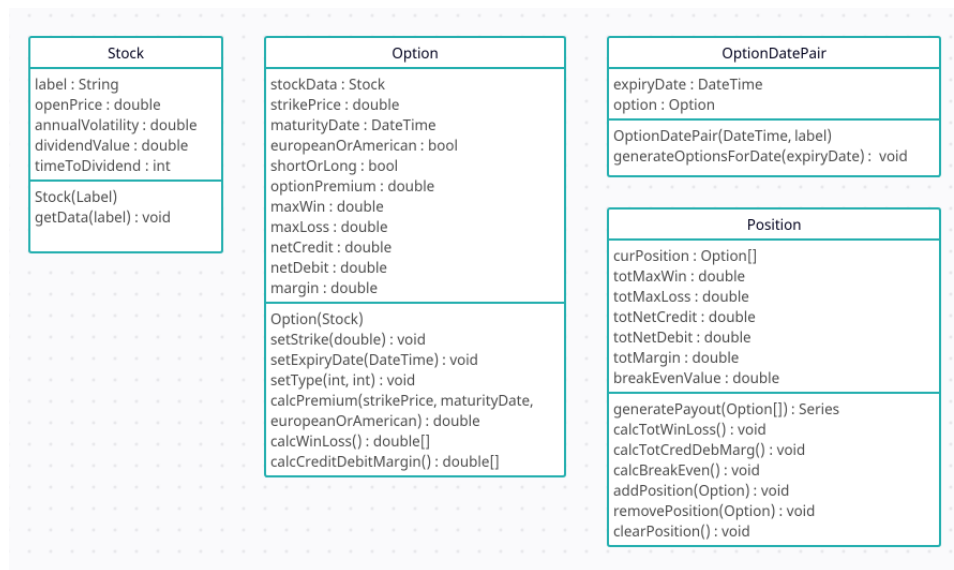 Stock
label : String
openPrice : double
annualVolatility : double
dividendValue : double
timeToDividend : int
Stock(Label)
getData(label) : void
Option
stockData : Stock
strikePrice : double
maturityDate : DateTime
europeanOrAmerican : bool
shortOrLong : bool
optionPremium : double
maxWin : double
maxLoss : double
netCredit : double
netDebit : double
margin : double
Option(Stock)
setStrike(double) : void
setExpiryDate(DateTime) : void
setType(int, int) : void
calcPremium(strikePrice, maturityDate,
europeanOrAmerican) : double
calcWinLoss() : double[]
calcCreditDebitMargin() : double[]
OptionDatePair
expiryDate : DateTime
option : Option
OptionDatePair(DateTime, label)
generateOptionsForDate(expiryDate) :  void
Position
curPosition : Option[]
totMaxWin : double
totMaxLoss : double
totNetCredit : double
totNetDebit : double
totMargin : double
breakEvenValue : double
generatePayout(Option[]) : Series
calcTotWinLoss() : void
calcTotCredDebMarg() : void
calcBreakEven() : void
addPosition(Option) : void
removePosition(Option) : void
clearPosition() : void